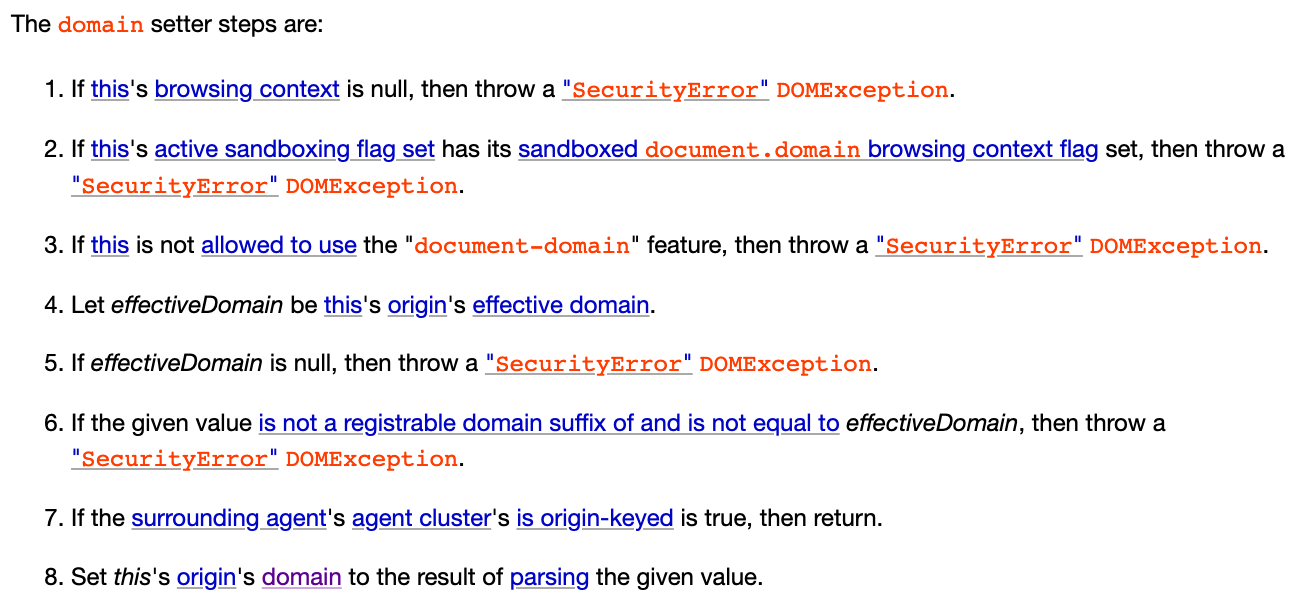 The domain setter steps are:
1. If this's browsing context is null, then throw a "SecurityError" DOMException.
2. If this's active sandboxing flag set has its sandboxed document.domain browsing context flag set, then throw a
"SecurityError" DOMException.
3. If this is not allowed to use the "document-domain" feature, then throw a "SecurityError" DOMException.
4. Let effectiveDomain be this's origin's effective domain.
5. If effectiveDomain is null, then throw a "SecurityError" DOMException.
6. If the given value is not a registrable domain suffix of and is not equal to effectiveDomain, then throw a
"SecurityError" DOMException.
7. If the surrounding agent's agent cluster's is origin-keyed is true, then return.
8. Set this's origin's domain to the result of parsing the given value.